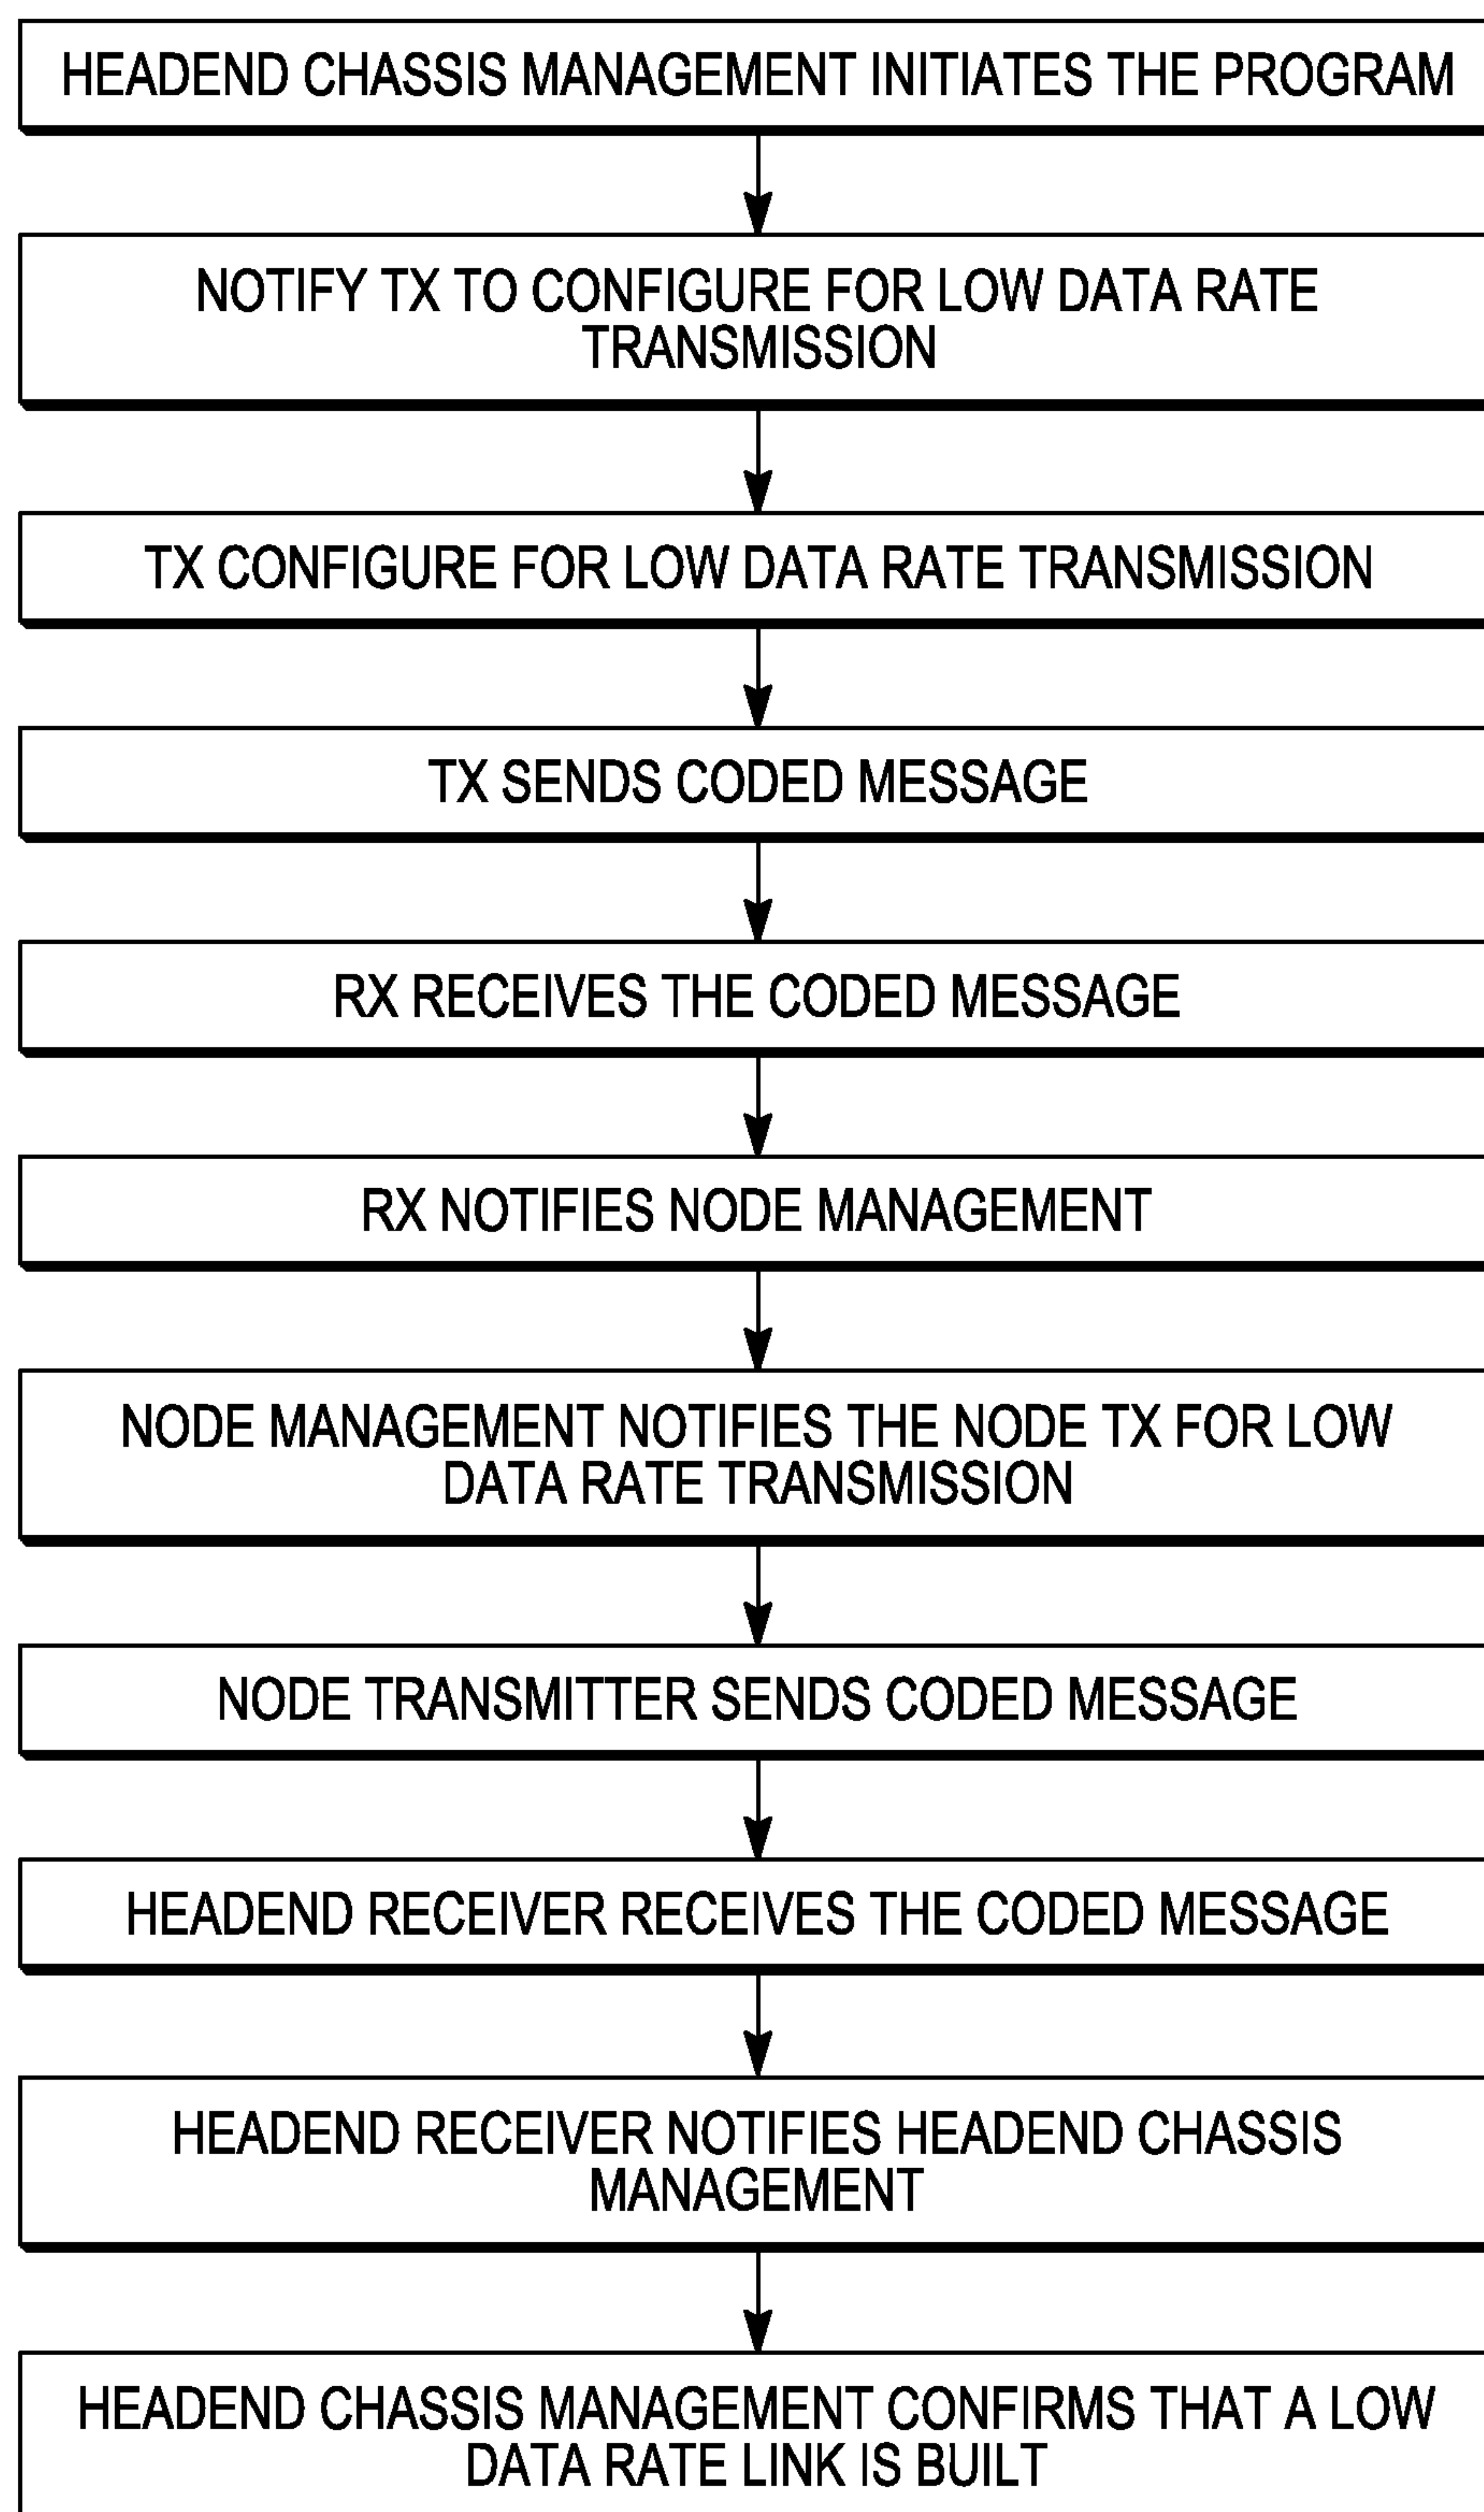 HEADEND CHASSIS MANAGEMENT INITIATES THE PROGRAM
NOTIFY TX TO CONFIGURE FOR LOW DATA RATE
TRANSMISSION
TX CONFIGURE FOR LOW DATA RATE TRANSMISSION
TX SENDS CODED MESSAGE
RX RECEIVES THE CODED MESSAGE
RX NOTIFIES NODE MANAGEMENT
NODE MANAGEMENT NOTIFIES THE NODE TX FOR LOW
DATA RATE TRANSMISSION
NODE TRANSMITTER SENDS CODED MESSAGE
HEADEND RECEIVER RECEIVES THE CODED MESSAGE
HEADEND RECEIVER NOTIFIES HEADEND CHASSIS
MANAGEMENT
HEADEND CHASSIS MANAGEMENT CONFIRMS THAT A LOW
DATA RATE LINK IS BUILT